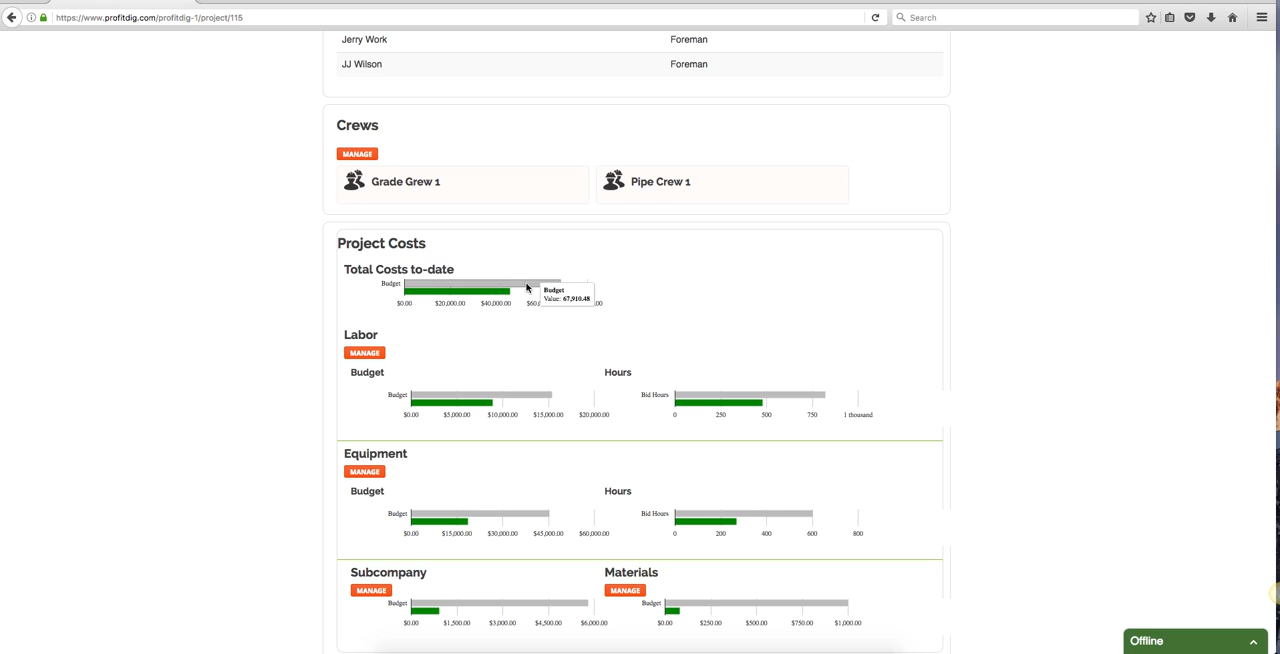 https://www.profitdig.com/profitdig-1/project/115
Search
Jerry Work Foreman
JJ Wilson Foreman
Crews
MANAGE
Grade Grew 1 Pipe Crew 1
Project Costs
Total Costs to-date
Budget
Budget
Value: 67,910.48
$0.00 $20,000.00 $40,000.00 $60, .00
Labor
MANAGE
Budget Hours
Budget Bid Hours
$0.00 $5,000.00 $10,000.00 $15,000.00 $20,000.00 0 250 500 750 1 thousand
Equipment
MANAGE
Budget Hours
Budget Bid Hours
$0.00 $15,000.00 $30,000.00 $45,000.00 $60,000.00 0 200 400 600 800
Subcompany Materials
MANAGE MANAGE
Budget Budget
$0.00 $1,500.00 $3,000.00 $4,500.00 $6,000.00 $0.00 $250.00 $500.00 $750.00 $1,000.00
Offline